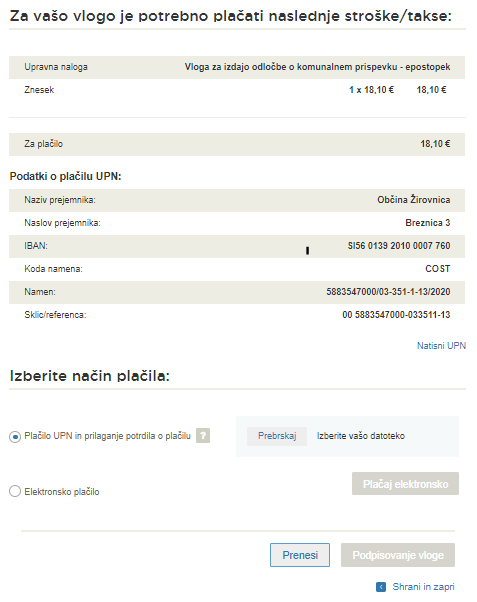 Za vašo vlogo je potrebno plačati naslednje stroške/takse:
Upravna naloga Vloga za izdajo odločbe o komunalnem prispevku - epostopek
Znesek 1 x 18,10 € 18,10 €
Za plačilo 18,10 €
Podatki o plačilu UPN:
Naziv prejemnika: Občina Žirovnica
Naslov prejemnika: Breznica 3
IBAN: SI56 0139 2010 0007 760
Koda namena: COST
Namen: 5883547000/03-351-1-13/2020
Sklic/referenca: 00 5883547000-033511-13
Natisni UPN
Izberite način plačila:
Plačilo UPN in prilaganje potrdila o plačilu ? Prebrskaj Izberite vašo datoteko
Plačaj elektronsko
Elektronsko plačilo
Prenesi Podpisovanje vloge
Shrani in zapri